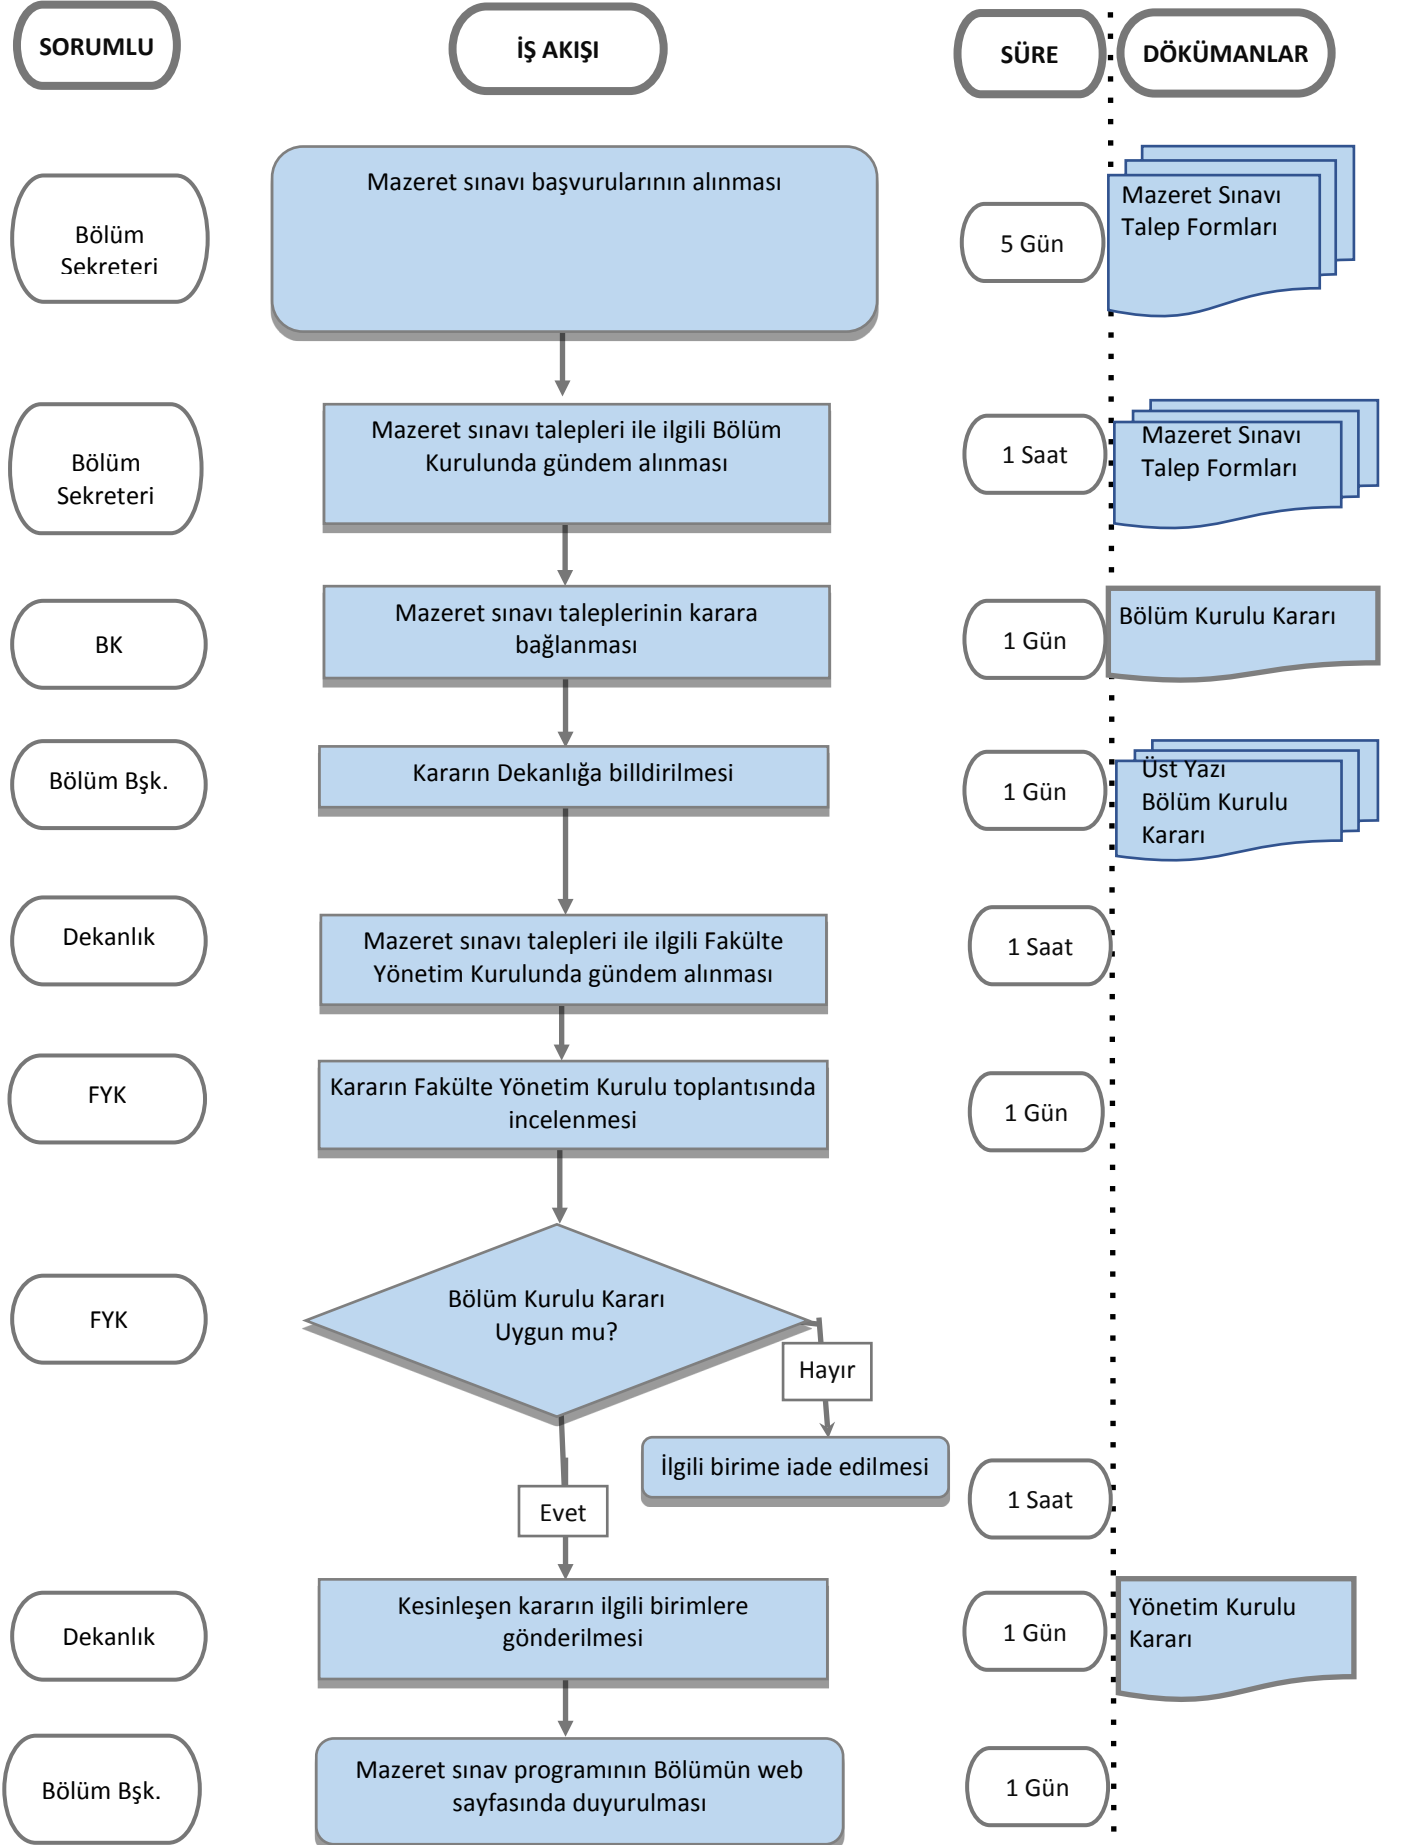 SORUMLU
İŞ AKIŞI
SÜRE
DÖKÜMANLAR
Bölüm
Sekreteri
Mazeret sınavı başvurularının alınması
5 Gün
Mazeret Sınavı
Talep Formları
Bölüm
Sekreteri
Mazeret sınavı talepleri ile ilgili Bölüm
Kurulunda gündem alınması
1 Saat
Mazeret Sınavı
Talep Formları
BK
Mazeret sınavı taleplerinin karara
bağlanması
1 Gün
Bölüm Kurulu Kararı
Bölüm Bşk.
Kararın Dekanlığa billdirilmesi
1 Gün
Üst Yazı
Bölüm Kurulu
Kararı
Dekanlık
Mazeret sınavı talepleri ile ilgili Fakülte
Yönetim Kurulunda gündem alınması
1 Saat
FYK
Kararın Fakülte Yönetim Kurulu toplantısında
incelenmesi
1 Gün
FYK
Bölüm Kurulu Kararı
Uygun mu?
Hayır
İlgili birime iade edilmesi
1 Saat
Evet
Dekanlık
Kesinleşen kararın ilgili birimlere
gönderilmesi
1 Gün
Yönetim Kurulu
Kararı
Bölüm Bşk.
Mazeret sınav programının Bölümün web
sayfasında duyurulması
1 Gün